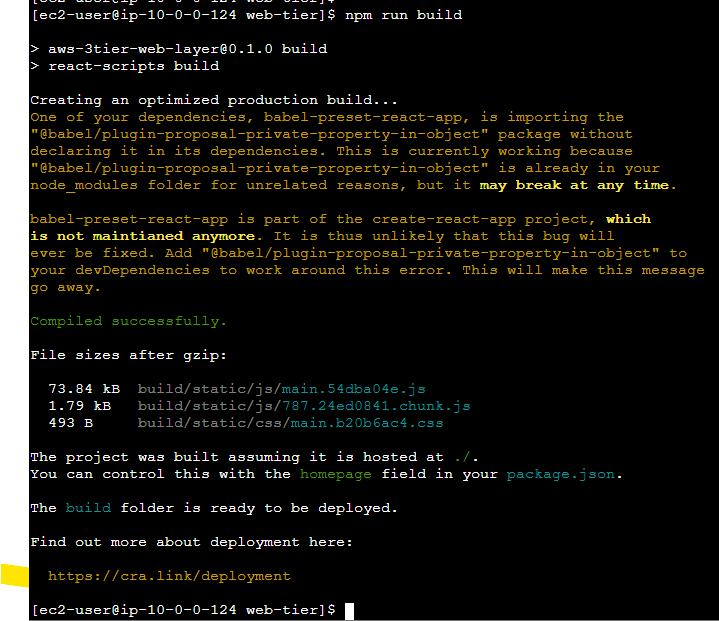 [ec2-user@ip-10-0-0-124 web-tier]$
[ec2-user@ip-10-0-0-124 web-tier]$ npm run build
> aws-3tier-web-layer@0.1.0 build
> react-scripts build
Creating an optimized production build...
One of your dependencies, babel-preset-react-app, is importing the
"@babel/plugin-proposal-private-property-in-object" package without
declaring it in its dependencies. This is currently working because
"@babel/plugin-proposal-private-property-in-object" is already in your
node_modules folder for unrelated reasons, but it may break at any time.
babel-preset-react-app is part of the create-react-app project, which
is not maintianed anymore. It is thus unlikely that this bug will
ever be fixed. Add "@babel/plugin-proposal-private-property-in-object" to
your devDependencies to work around this error. This will make this message
go away.
Compiled successfully.
File sizes after gzip:
73.84 kB  build/static/js/main.54dba04e.js
1.79 kB   build/static/js/787.24ed0841.chunk.js
493 B     build/static/css/main.b20b6ac4.css
The project was built assuming it is hosted at ./.
You can control this with the homepage field in your package.json.
The build folder is ready to be deployed.
Find out more about deployment here:
https://cra.link/deployment
[ec2-user@ip-10-0-0-124 web-tier]$